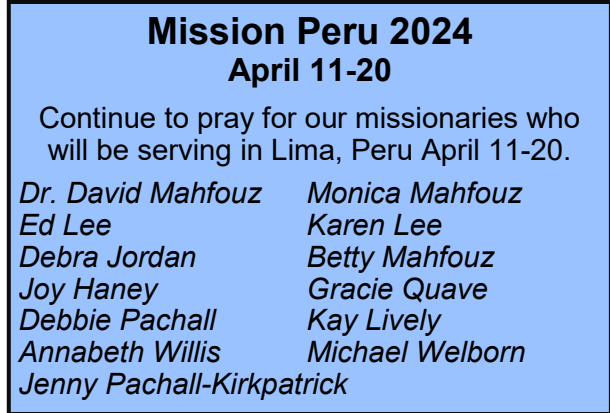 Mission Peru 2024
April 11-20
Continue to pray for our missionaries who
will be serving in Lima, Peru April 11-20.
Dr. David Mahfouz Monica Mahfouz
Ed Lee Karen Lee
Debra Jordan Betty Mahfouz
Joy Haney Gracie Quave
Debbie Pachall Kay Lively
Annabeth Willis Michael Welborn
Jenny Pachall-Kirkpatrick